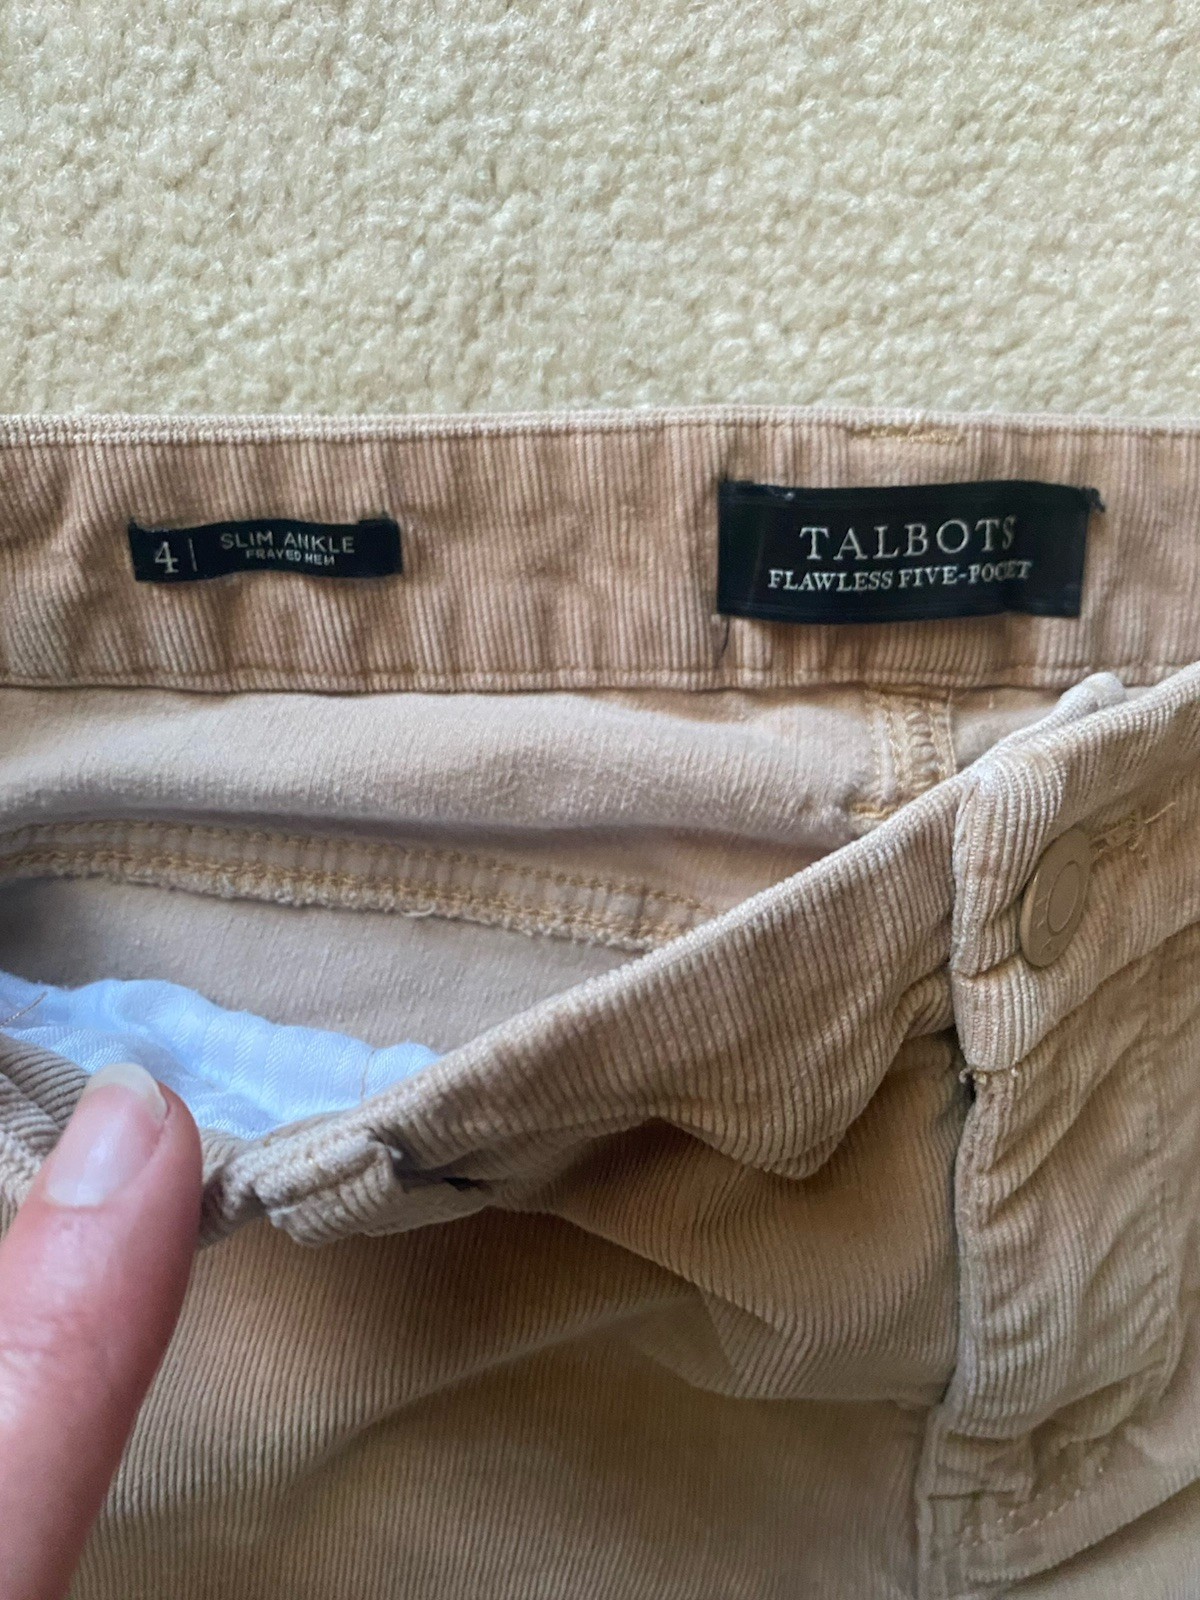 4 | SLIM ANKLE
FRAYED HEM
TALBOTS
FLAWLESS FIVE-POCKET